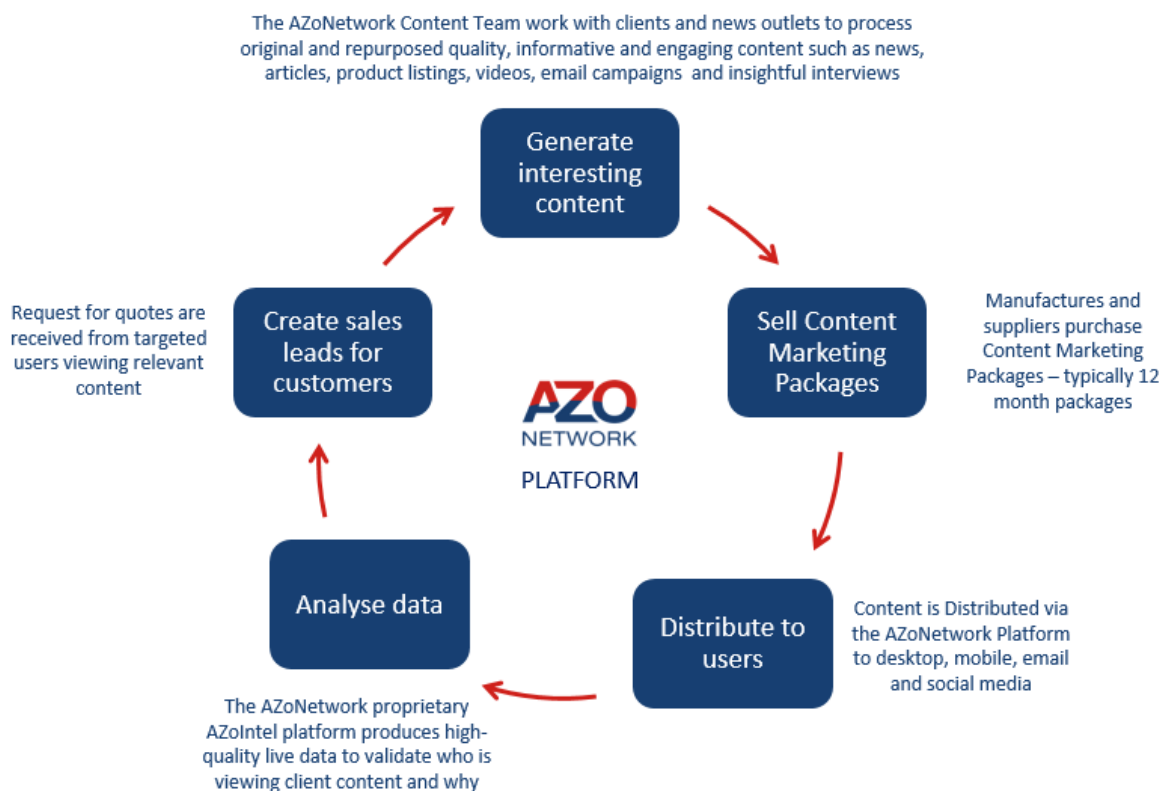 The AZoNetwork Content Team work with clients and news outlets to process
original and repurposed quality, informative and engaging content such as news,
articles, product listings, videos, email campaigns and insightful interviews
Generate
interesting
content
Sell Content
Marketing
Packages
Manufactures and
suppliers purchase
Content Marketing
Packages – typically 12
month packages
Distribute to
users
Content is Distributed via
the AZoNetwork Platform
to desktop, mobile, email
and social media
Analyse data
The AZoNetwork proprietary
AZoIntel platform produces high-
quality live data to validate who is
viewing client content and why
Create sales
leads for
customers
Request for quotes are
received from targeted
users viewing relevant
content
AZO
NETWORK
PLATFORM